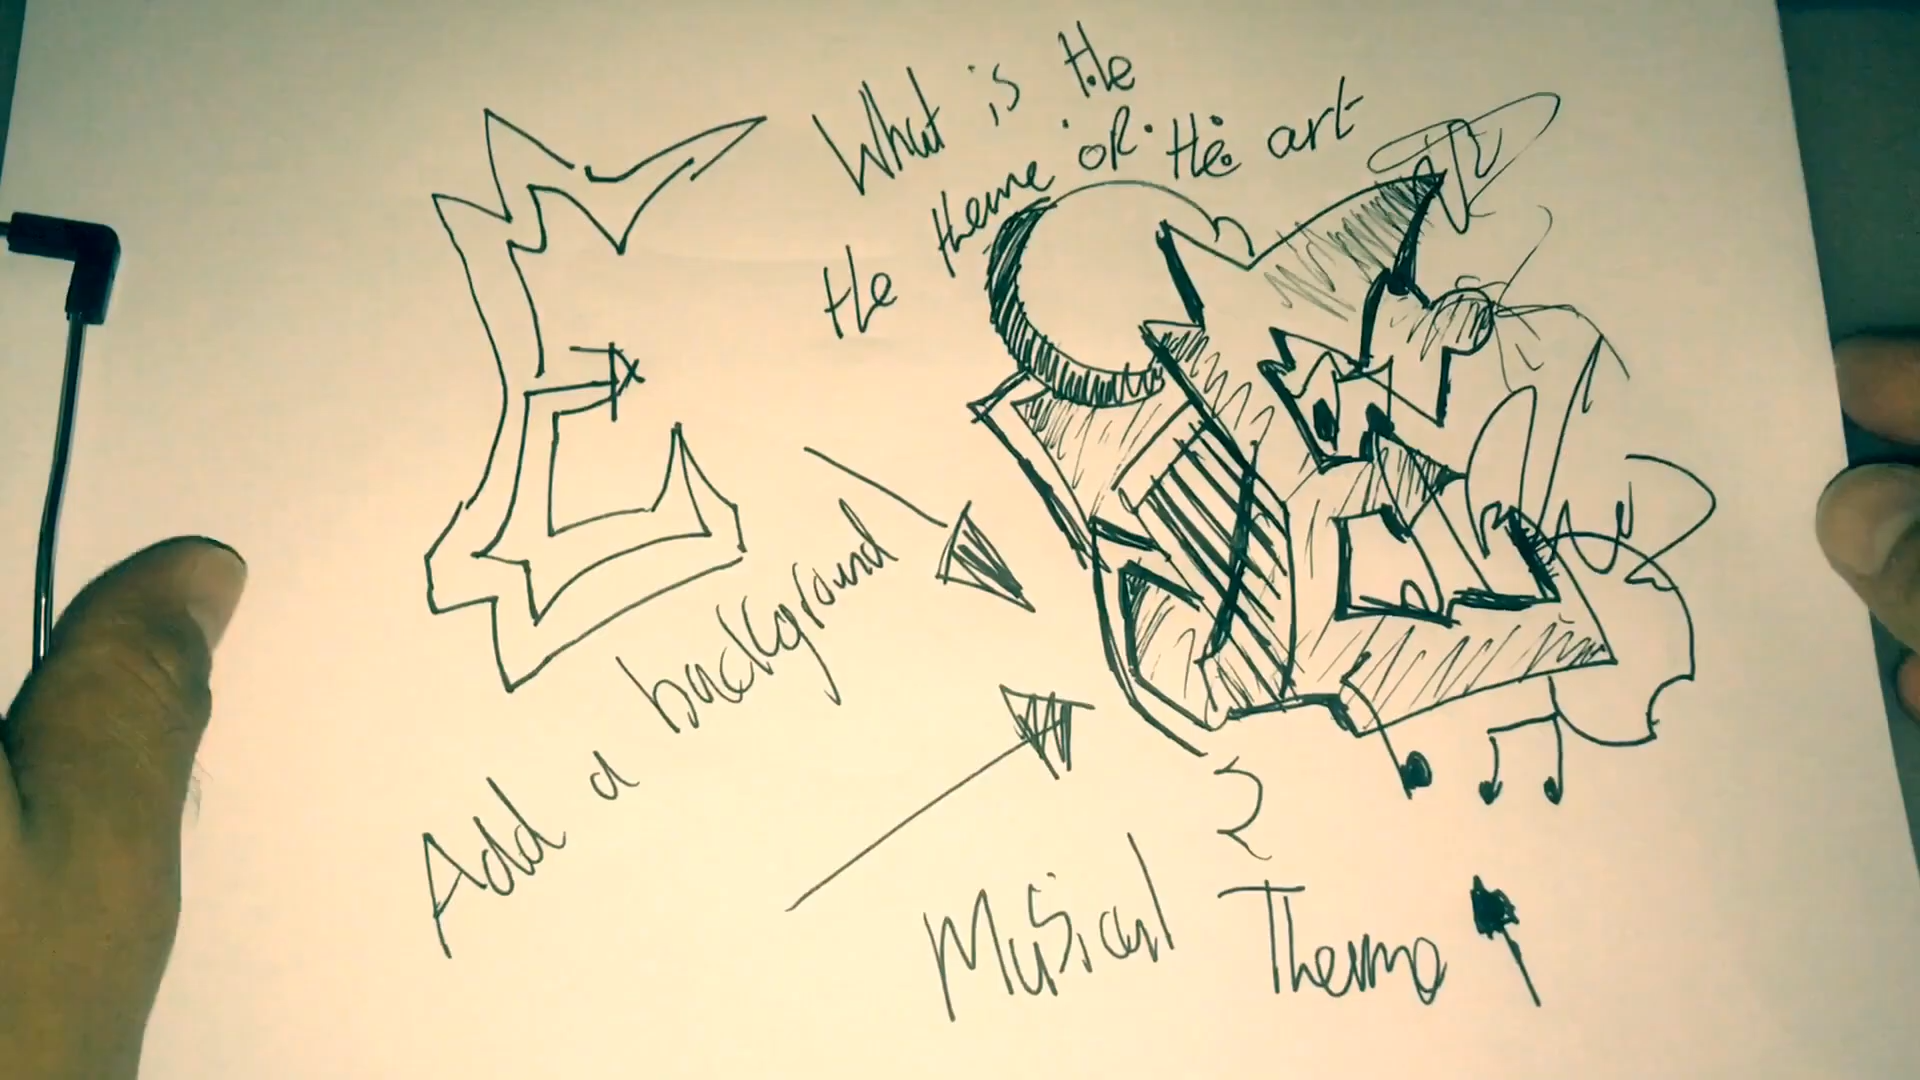 What is the
the theme of the art
Add a background
Musical Theme